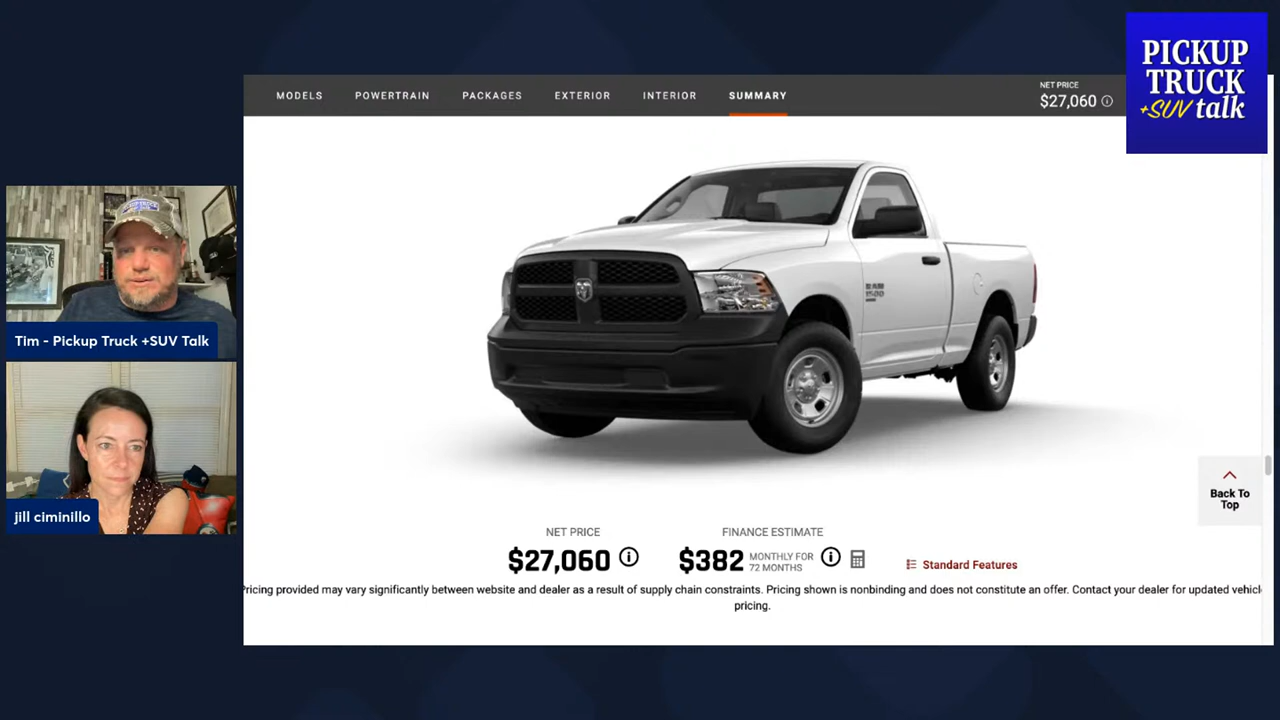 PICKUP
TRUCK
+SUV talk
MODELS
POWERTRAIN
PACKAGES
EXTERIOR
INTERIOR
SUMMARY
NET PRICE
$27,060
RAM
1500
Tim - Pickup Truck +SUV Talk
jill ciminillo
Back To
Top
NET PRICE
$27,060
FINANCE ESTIMATE
$382
MONTHLY FOR
72 MONTHS
Standard Features
Pricing provided may vary significantly between website and dealer as a result of supply chain constraints. Pricing shown is nonbinding and does not constitute an offer. Contact your dealer for updated vehicl
pricing.